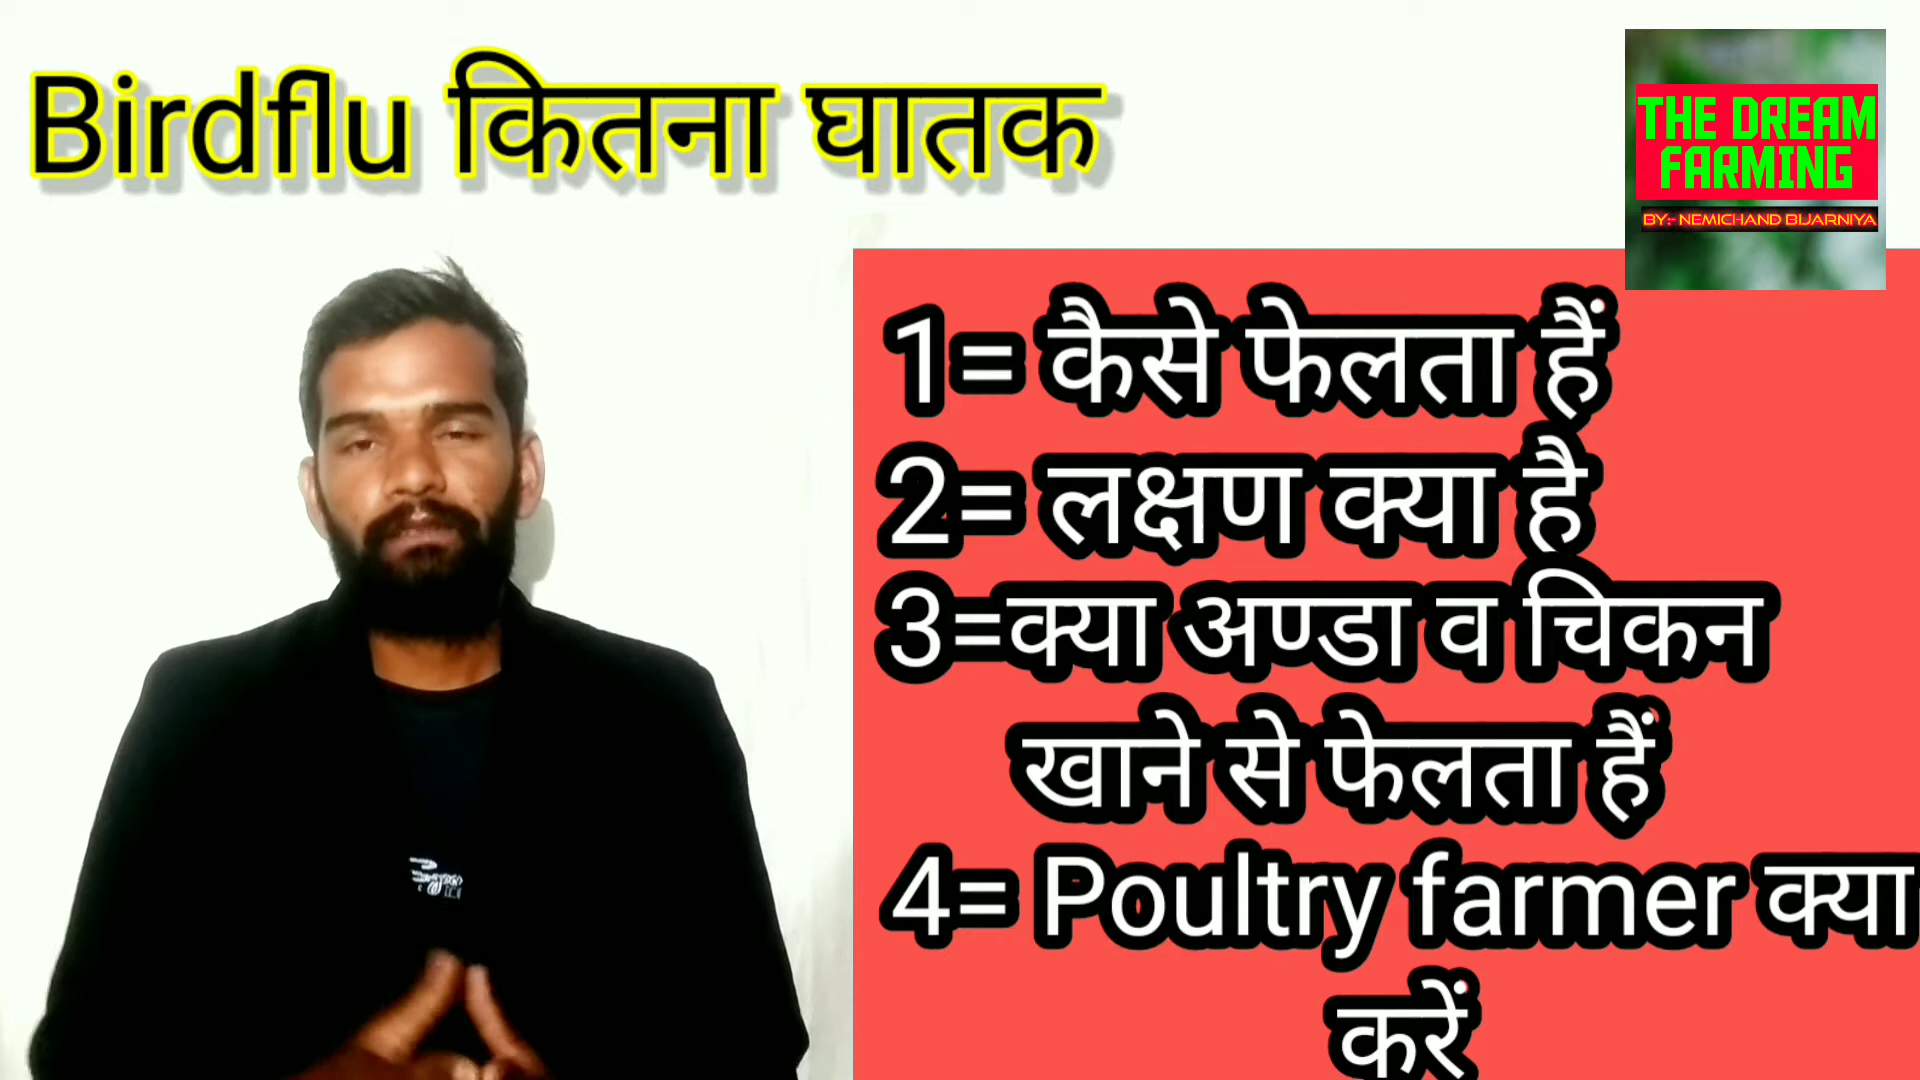 Birdflu कितना घातक
THE DREAM
FARMING
BY:- NEMICHAND BIJARNIYA
1= कैसे फेलता हैं
2= लक्षण क्या है
3=क्या अण्डा व चिकन
खाने से फेलता हैं
4= Poultry farmer क्या
करें